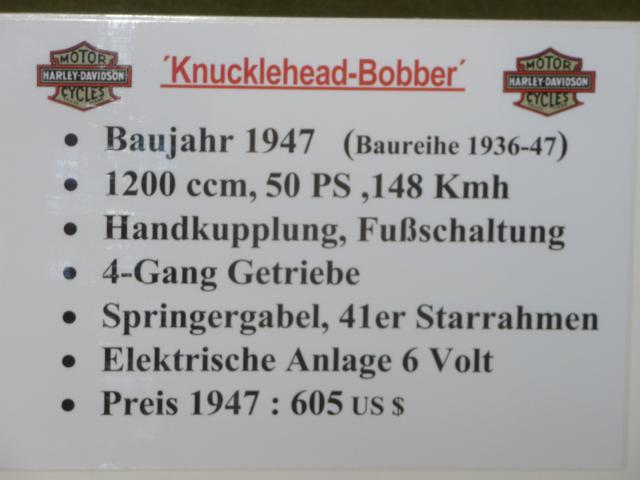 MOTOR
HARLEY-DAVIDSON
CYCLES
´Knucklehead-Bobber´
MOTOR
HARLEY-DAVIDSON
CYCLES
• Baujahr 1947 (Baureihe 1936-47)
• 1200 ccm, 50 PS ,148 Kmh
• Handkupplung, Fußschaltung
• 4-Gang Getriebe
• Springergabel, 41er Starrahmen
• Elektrische Anlage 6 Volt
• Preis 1947 : 605 US $